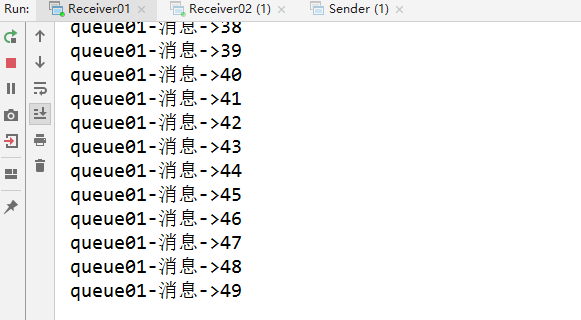 Run: Receiver01 × Receiver02 (1) × Sender (1) ×
queue01-消息->38
queue01-消息->39
queue01-消息->40
queue01-消息->41
queue01-消息->42
queue01-消息->43
queue01-消息->44
queue01-消息->45
queue01-消息->46
queue01-消息->47
queue01-消息->48
queue01-消息->49